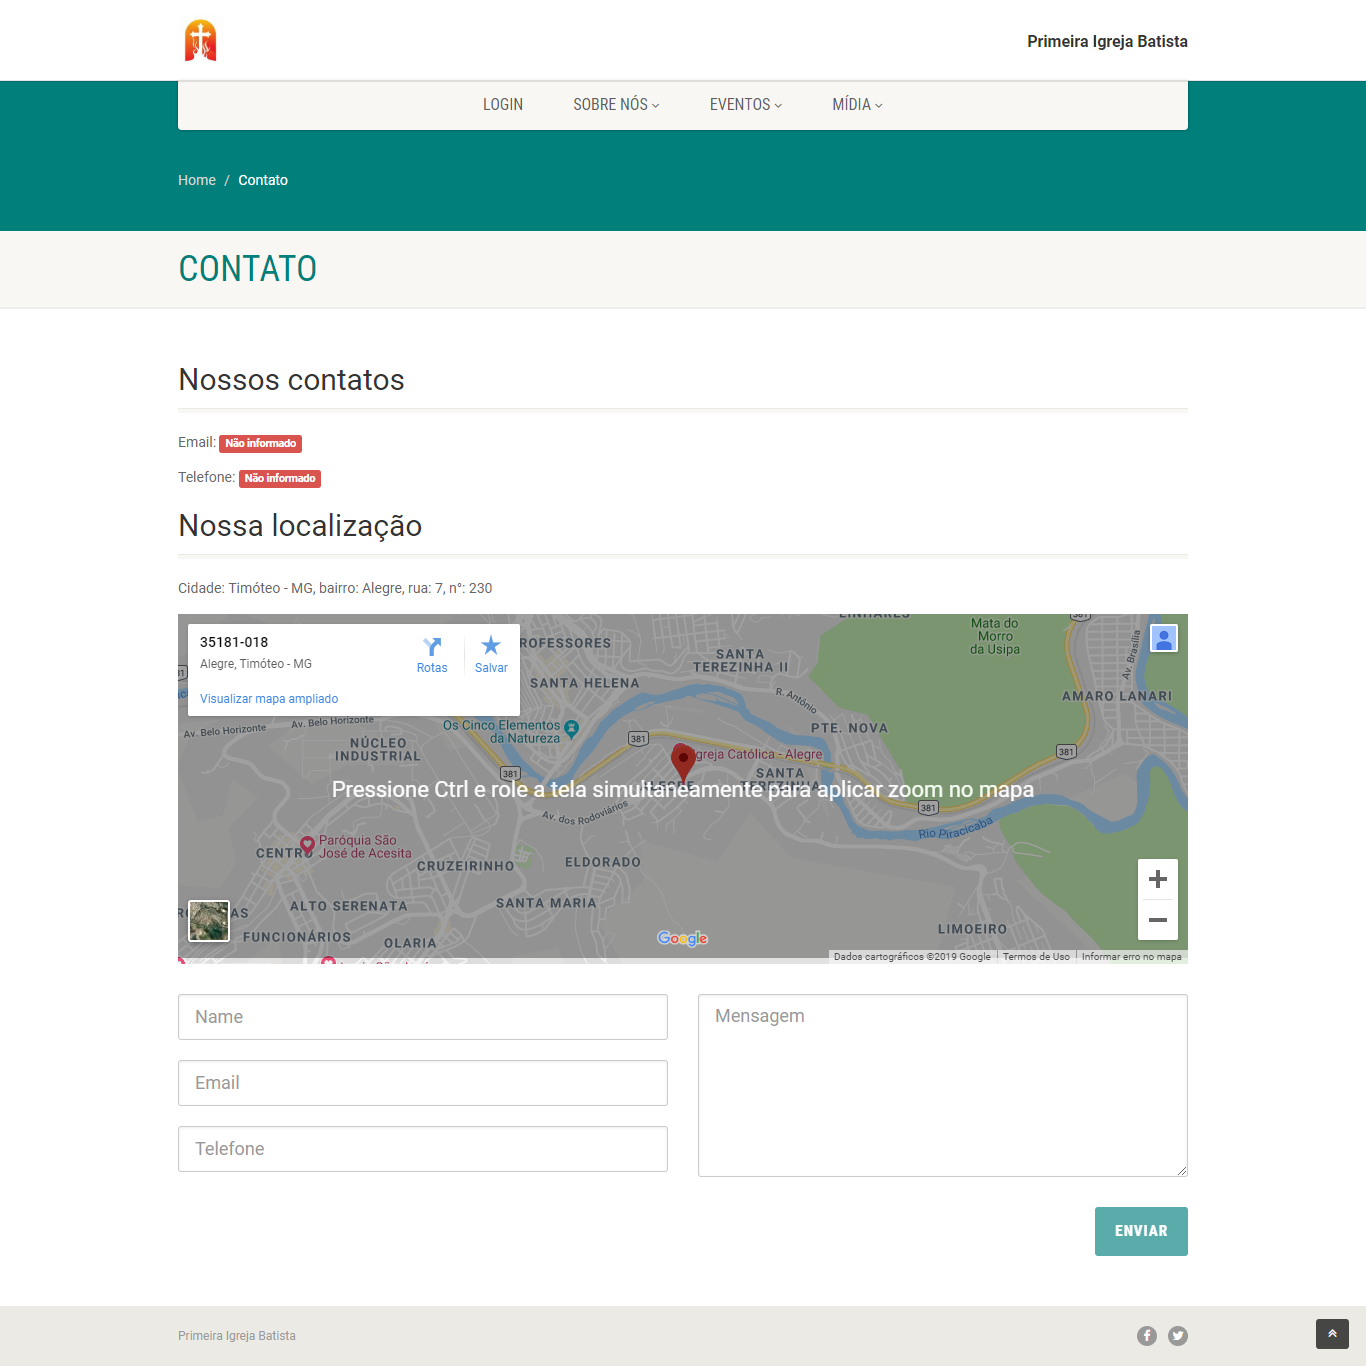 Primeira Igreja Batista
LOGIN
SOBRE NÓS
EVENTOS
MÍDIA
Home / Contato
CONTATO
Nossos contatos
Email: Não informado
Telefone: Não informado
Nossa localização
Cidade: Timóteo - MG, bairro: Alegre, rua: 7, n°: 230
35181-018
Alegre, Timóteo - MG
Visualizar mapa ampliado
Rotas
Salvar
ROFESSORES
LINHARES
Mata do
Morro
da Usipa
SANTA
TEREZINHA II
SANTA HELENA
R. Antônio
Av. Brasília
AMARO LANARI
Av. Belo Horizonte
Av. Belo Horizonte
Os Cinco Elementos
da Natureza
PTE. NOVA
NÚCLEO
INDUSTRIAL
381
381
381
381
381
Igreja Católica - Alegre
SANTA
TEREZINHA
Pressione Ctrl e role a tela simultaneamente para aplicar zoom no mapa
Av. dos Rodoviários
Rio Piracicaba
Paróquia São
José de Acesita
CENTRO
CRUZEIRINHO
ELDORADO
ALTO SERENATA
SANTA MARIA
FUNCIONÁRIOS
OLARIA
LIMOEIRO
Google
Dados cartográficos ©2019 Google
Termos de Uso
Informar erro no mapa
Name
Email
Telefone
Mensagem
ENVIAR
Primeira Igreja Batista